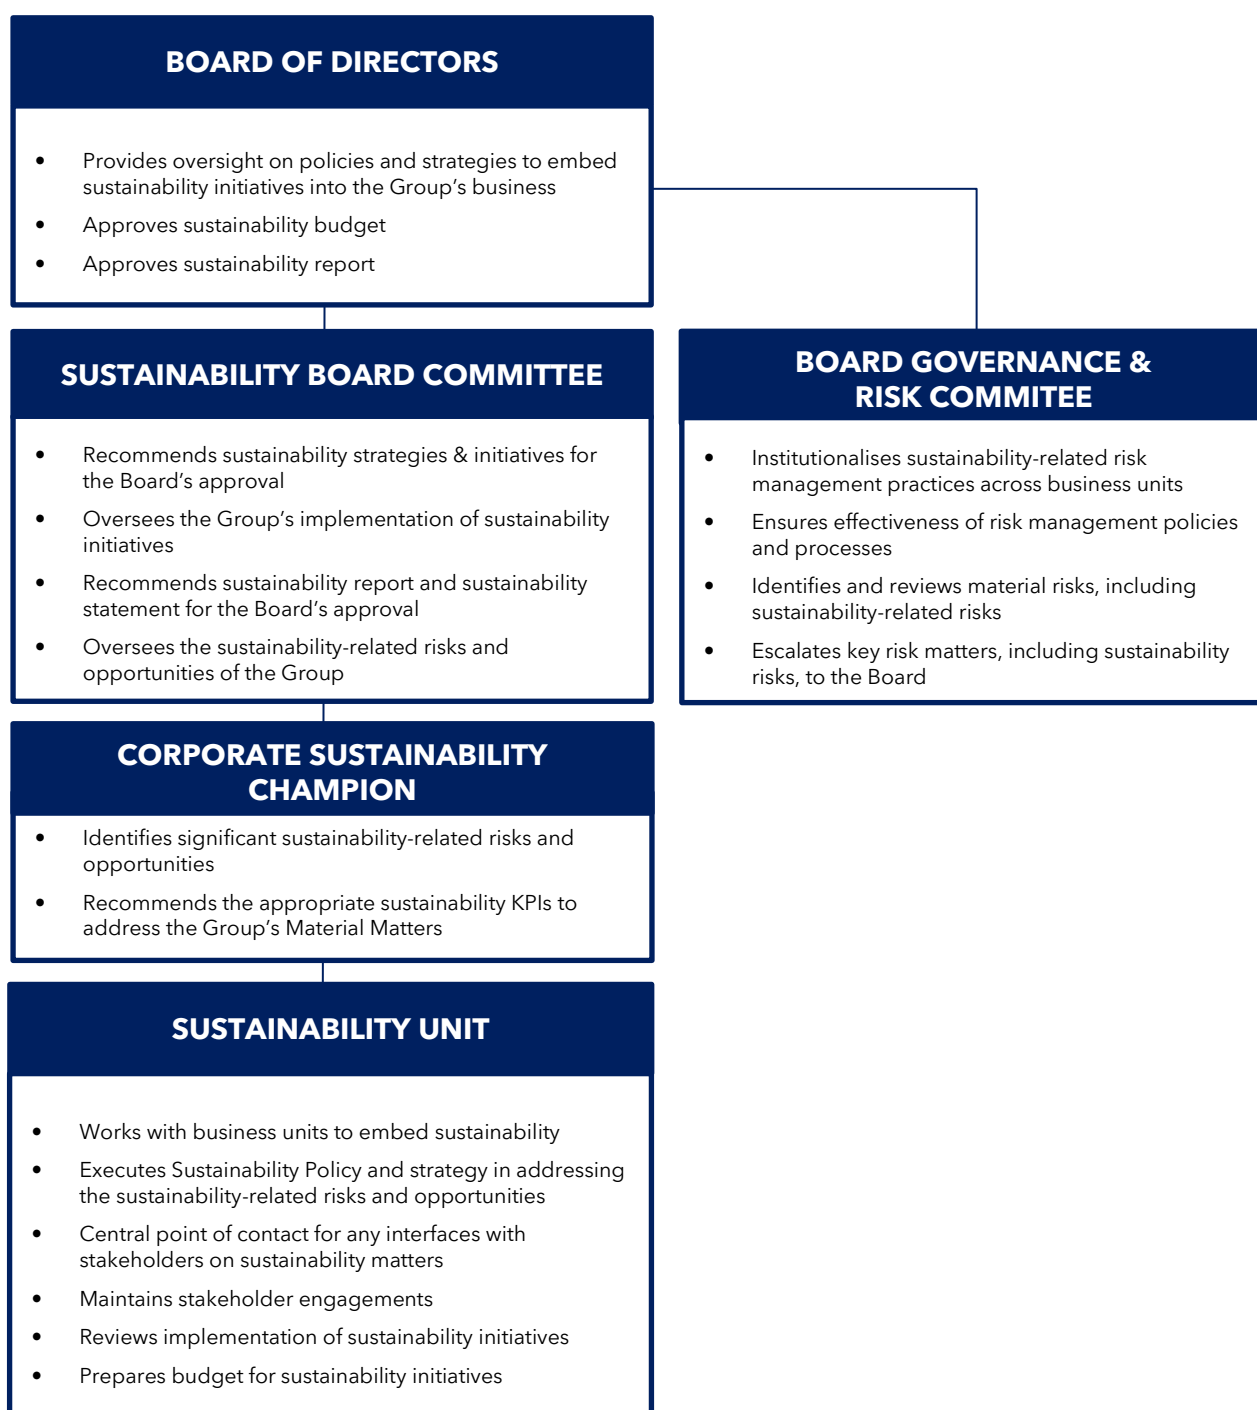 BOARD OF DIRECTORS
• Provides oversight on policies and strategies to embed
sustainability initiatives into the Group’s business
• Approves sustainability budget
• Approves sustainability report
SUSTAINABILITY BOARD COMMITTEE
• Recommends sustainability strategies & initiatives for
the Board’s approval
• Oversees the Group’s implementation of sustainability
initiatives
• Recommends sustainability report and sustainability
statement for the Board’s approval
• Oversees the sustainability-related risks and
opportunities of the Group
BOARD GOVERNANCE &
RISK COMMITEE
• Institutionalises sustainability-related risk
management practices across business units
• Ensures effectiveness of risk management policies
and processes
• Identifies and reviews material risks, including
sustainability-related risks
• Escalates key risk matters, including sustainability
risks, to the Board
CORPORATE SUSTAINABILITY
CHAMPION
• Identifies significant sustainability-related risks and
opportunities
• Recommends the appropriate sustainability KPIs to
address the Group’s Material Matters
SUSTAINABILITY UNIT
• Works with business units to embed sustainability
• Executes Sustainability Policy and strategy in addressing
the sustainability-related risks and opportunities
• Central point of contact for any interfaces with
stakeholders on sustainability matters
• Maintains stakeholder engagements
• Reviews implementation of sustainability initiatives
• Prepares budget for sustainability initiatives